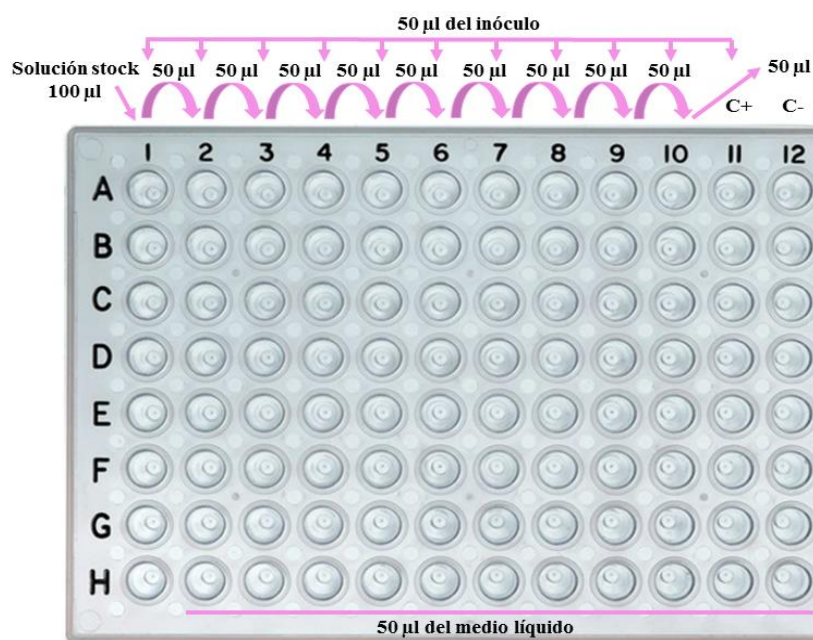 50 µl del inóculo
Solución stock
100 µl
50 µl 50 µl 50 µl 50 µl 50 µl 50 µl 50 µl 50 µl 50 µl
50 µl
C+ C-
1 2 3 4 5 6 7 8 9 10 11 12
A
B
C
D
E
F
G
H
50 µl del medio líquido